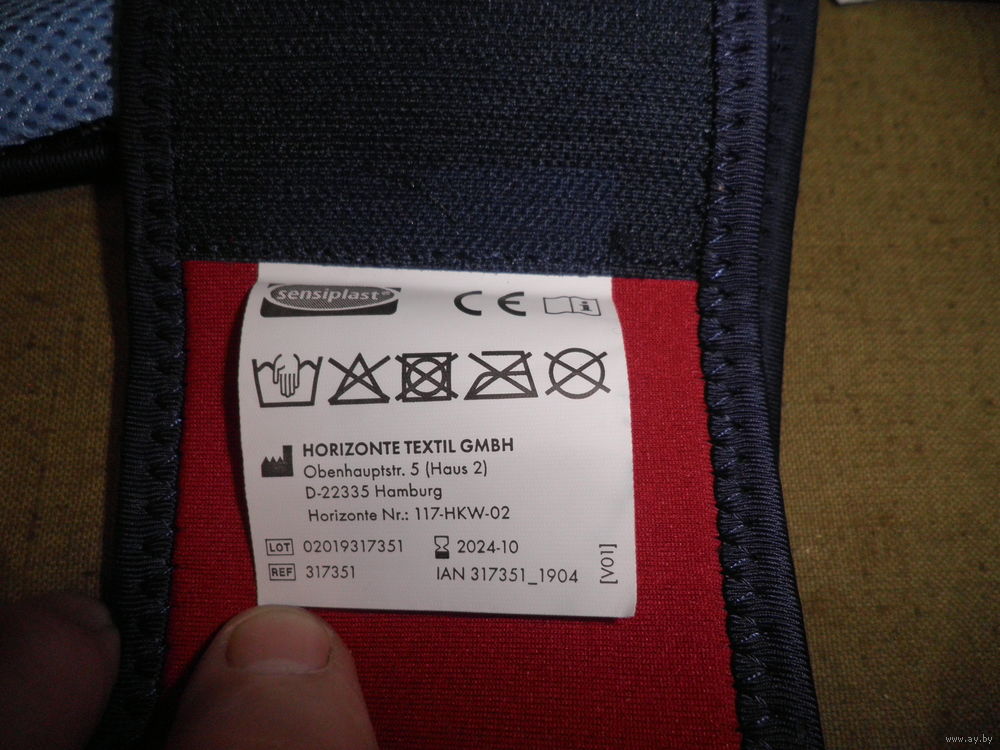 sensiplast®
CE i
HORIZONTE TEXTIL GMBH
Obenhauptstr. 5 (Haus 2)
D-22335 Hamburg
Horizonte Nr.: 117-HKW-02
LOT 02019317351 2024-10
REF 317351 IAN 317351_1904
[V01]
www.ay.by